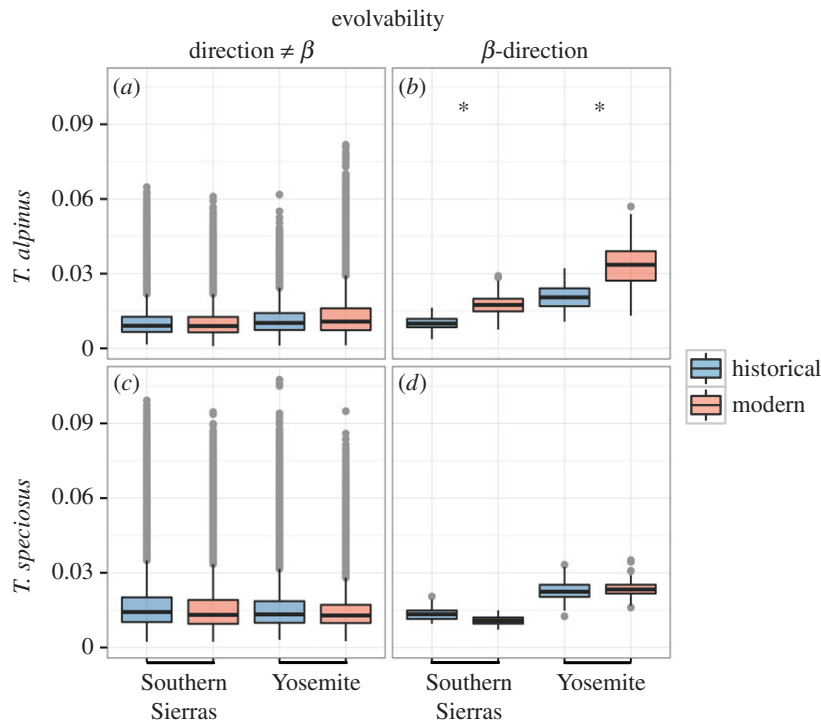 evolvability
direction ≠ β
β-direction
(a)
(b)
*
*
0.09
0.06
0.03
0
T. alpinus
(c)
(d)
0.09
0.06
0.03
0
T. speciosus
historical
modern
Southern
Sierras
Yosemite
Southern
Sierras
Yosemite